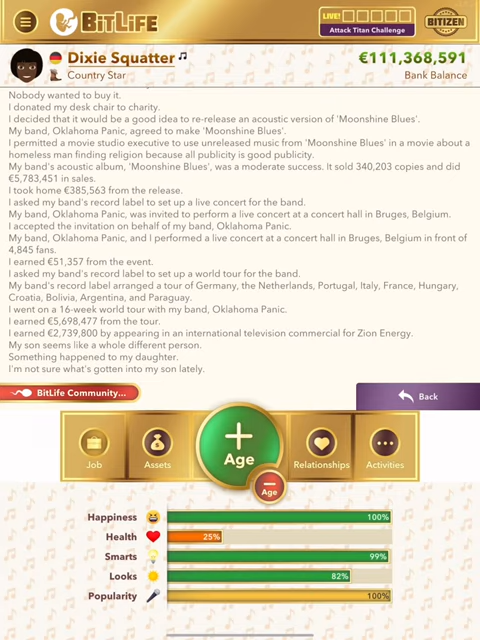 BitLife
LIVE!
Attack Titan Challenge
BITIZEN
Dixie Squatter
Country Star
€111,368,591
Bank Balance
Nobody wanted to buy it.
I donated my desk chair to charity.
I decided that it would be a good idea to re-release an acoustic version of 'Moonshine Blues'.
My band, Oklahoma Panic, agreed to make 'Moonshine Blues'.
I permitted a movie studio executive to use unreleased music from 'Moonshine Blues' in a movie about a
homeless man finding religion because all publicity is good publicity.
My band's acoustic album, 'Moonshine Blues', was a moderate success. It sold 340,203 copies and did
€5,783,451 in sales.
I took home €385,563 from the release.
I asked my band's record label to set up a live concert for the band.
My band, Oklahoma Panic, was invited to perform a live concert at a concert hall in Bruges, Belgium.
I accepted the invitation on behalf of my band, Oklahoma Panic.
My band, Oklahoma Panic, and I performed a live concert at a concert hall in Bruges, Belgium in front of
4,845 fans.
I earned €51,357 from the event.
I asked my band's record label to set up a world tour for the band.
My band's record label arranged a tour of Germany, the Netherlands, Portugal, Italy, France, Hungary,
Croatia, Bolivia, Argentina, and Paraguay.
I went on a 16-week world tour with my band, Oklahoma Panic.
I earned €5,698,477 from the tour.
I earned €2,739,800 by appearing in an international television commercial for Zion Energy.
My son seems like a whole different person.
Something happened to my daughter.
I'm not sure what's gotten into my son lately.
BitLife Community...
Back
Job
Assets
Age
Age
Relationships
Activities
Happiness 100%
Health 25%
Smarts 99%
Looks 82%
Popularity 100%